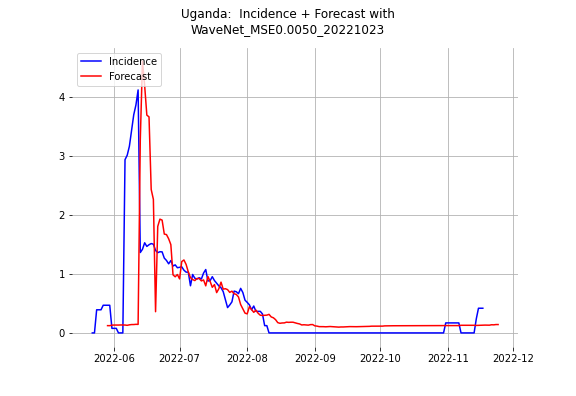 Uganda: Incidence + Forecast with
WaveNet_MSE0.0050_20221023
Incidence
Forecast
4
3
2
1
0
2022-06 2022-07 2022-08 2022-09 2022-10 2022-11 2022-12